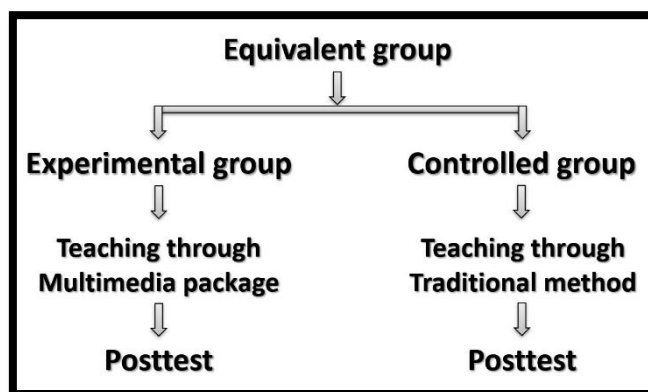 Equivalent group
Experimental group
Controlled group
Teaching through
Multimedia package
Teaching through
Traditional method
Posttest
Posttest